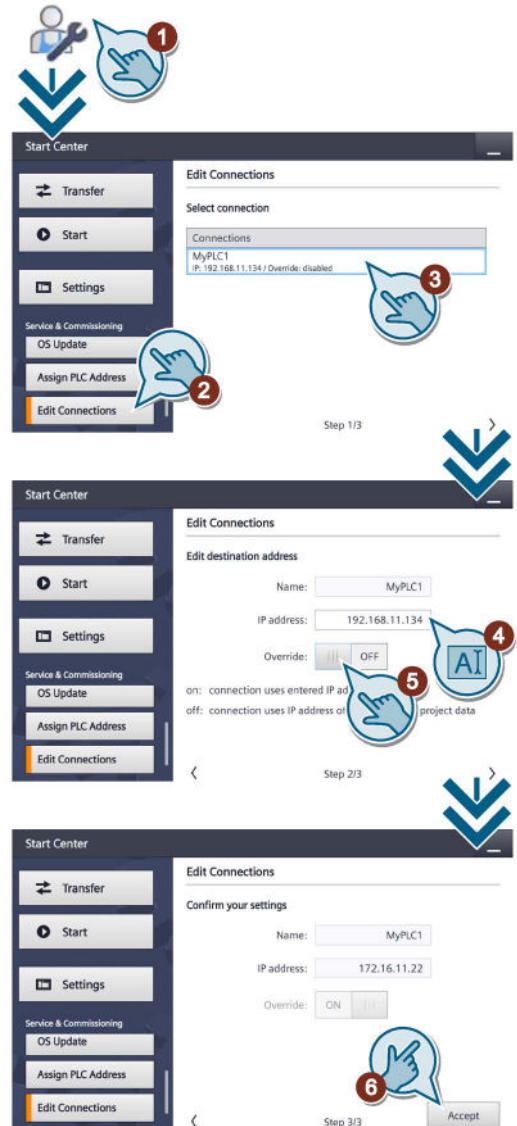 1
Start Center
Edit Connections
Transfer
Select connection
Start
Connections
MyPLC1
IP: 192.168.11.134 / Override: disabled
3
Settings
Service & Commissioning
OS Update
Assign PLC Address
2
Edit Connections
Step 1/3
Start Center
Edit Connections
Transfer
Edit destination address
Start
Name: MyPLC1
IP address: 192.168.11.134
4
AI
Settings
Override: OFF
5
Service & Commissioning
on: connection uses entered IP ad
OS Update
off: connection uses IP address of project data
Assign PLC Address
Edit Connections
Step 2/3
Start Center
Edit Connections
Transfer
Confirm your settings
Start
Name: MyPLC1
IP address: 172.16.11.22
Settings
Override: ON
Service & Commissioning
OS Update
Assign PLC Address
6
Edit Connections
Step 3/3
Accept